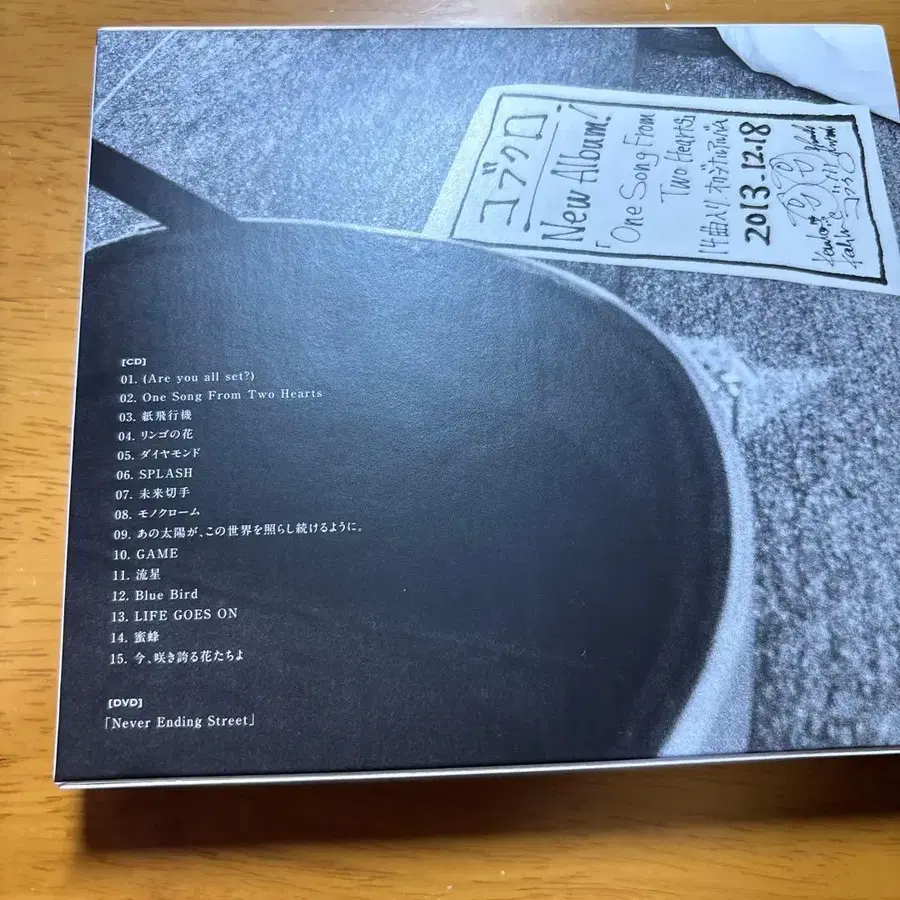 コブクロ
New Album!
「One Song From
Two Hearts」
14曲入り オリジナルアルバム
2013.12.18
コブクロ
[CD]
01. (Are you all set?)
02. One Song From Two Hearts
03. 紙飛行機
04. リンゴの花
05. ダイヤモンド
06. SPLASH
07. 未来切手
08. モノクローム
09. あの太陽が、この世界を照らし続けるように。
10. GAME
11. 流星
12. Blue Bird
13. LIFE GOES ON
14. 蜜蜂
15. 今、咲き誇る花たちよ
[DVD]
「Never Ending Street」